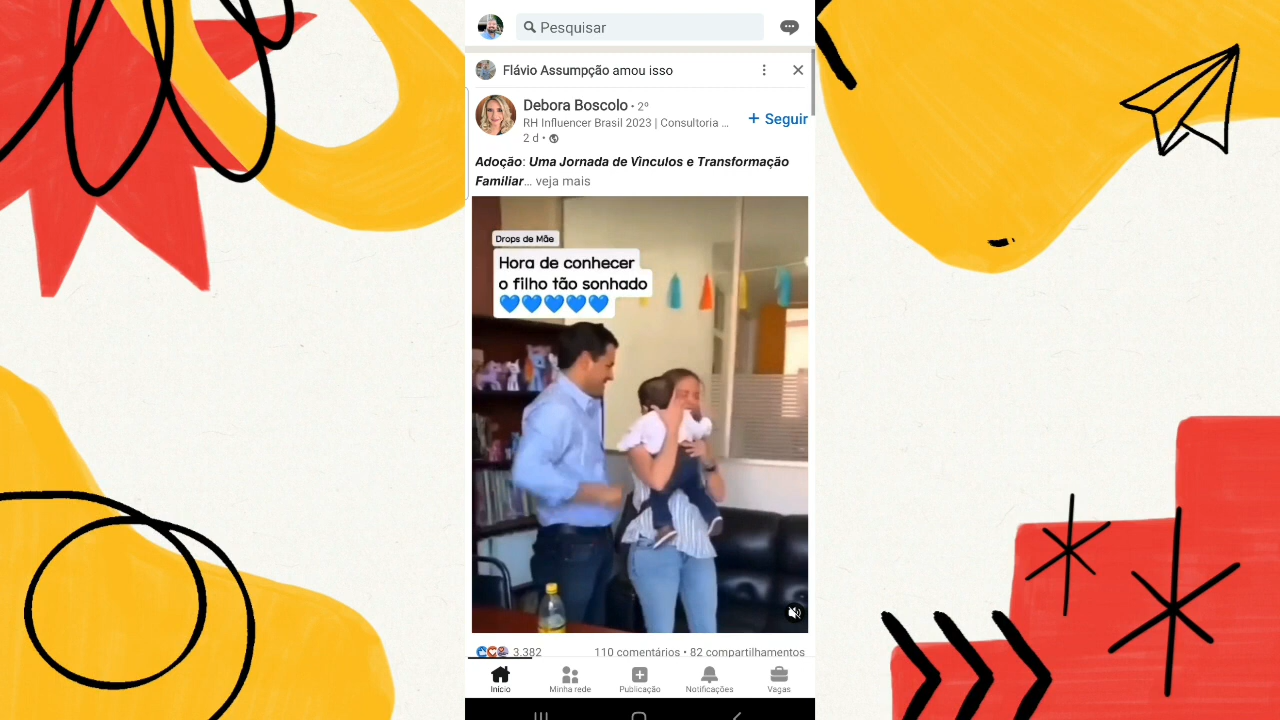 Pesquisar
Flávio Assumpção amou isso
Debora Boscolo • 2º
RH Influencer Brasil 2023 | Consultoria ...
+ Seguir
2 d •
Adoção: Uma Jornada de Vínculos e Transformação
Familiar... veja mais
Drops de Mãe
Hora de conhecer
o filho tão sonhado
💙💙💙💙💙
3.382
110 comentários • 82 compartilhamentos
Início
Minha rede
Publicação
Notificações
Vagas